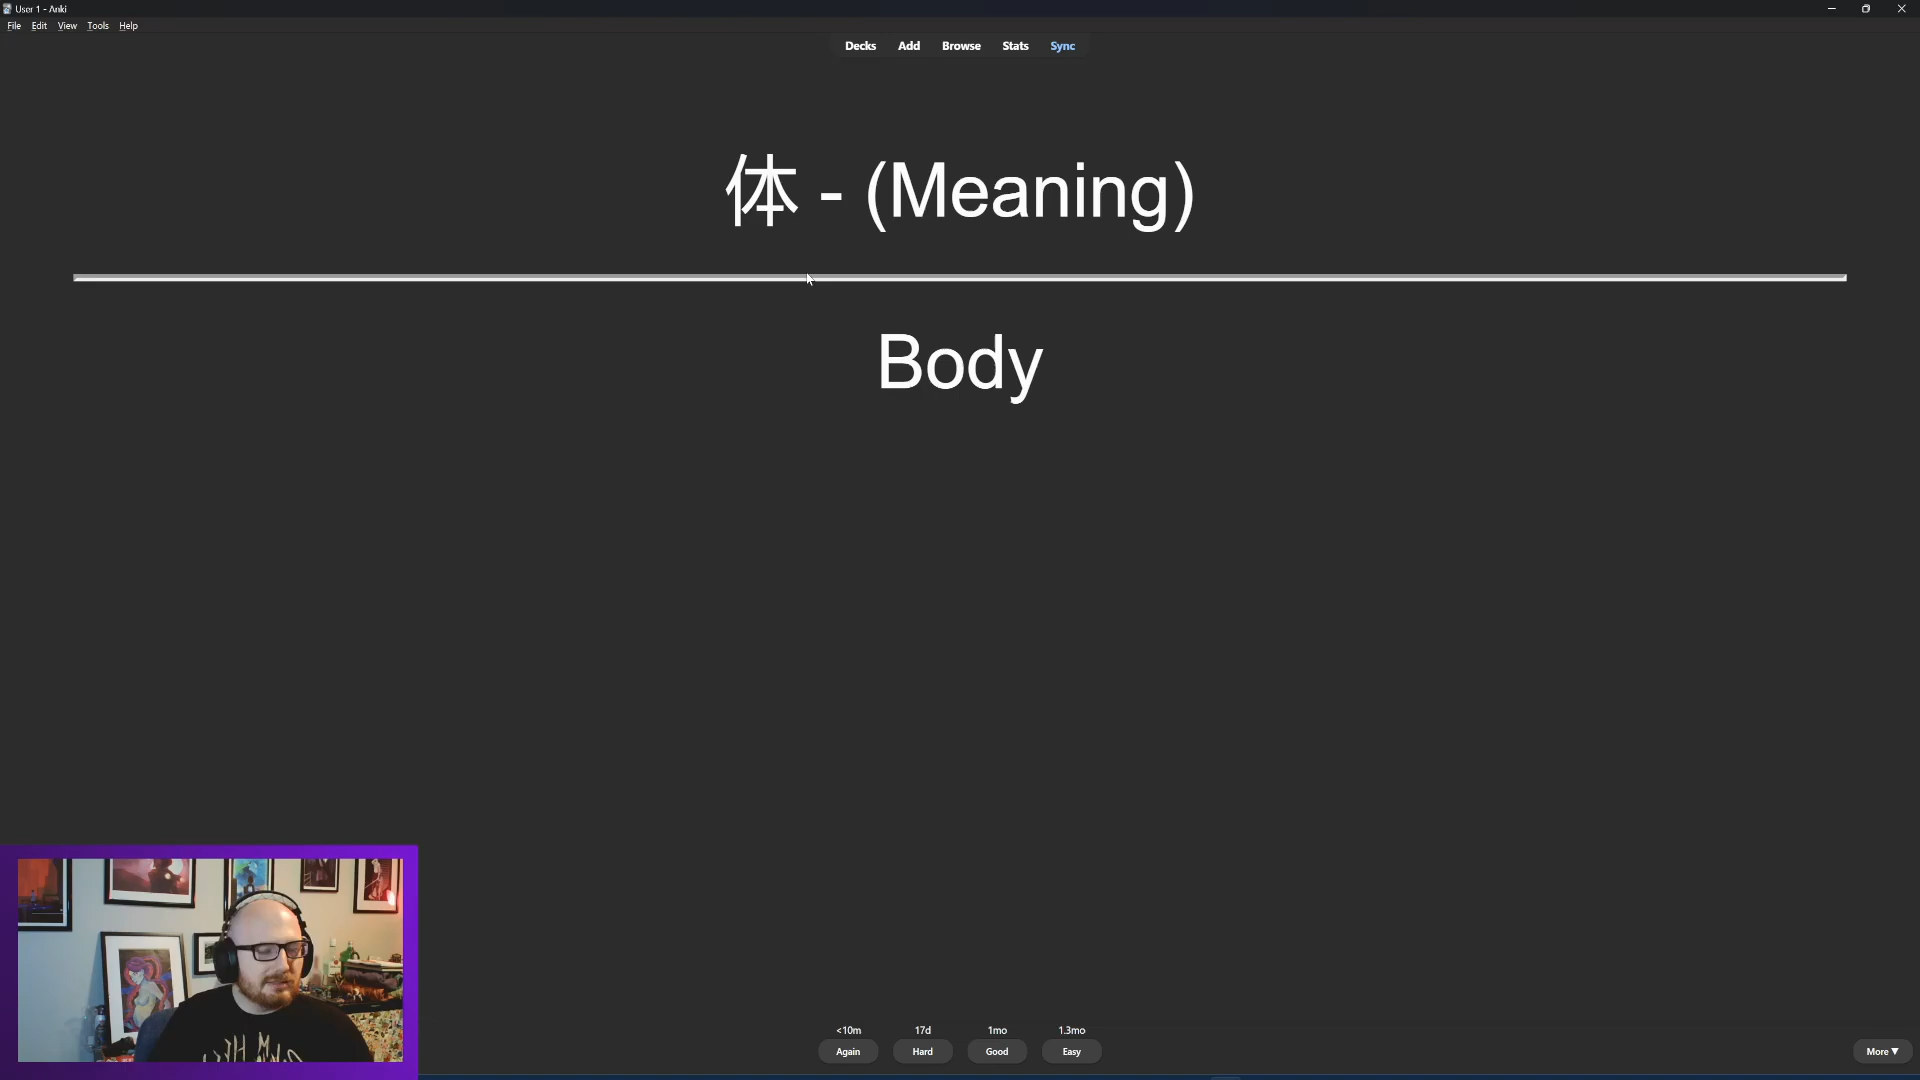 User 1 - Anki
File Edit View Tools Help
Decks Add Browse Stats Sync
体 - (Meaning)
Body
<10m 17d 1mo 1.3mo
Again Hard Good Easy
More ▼